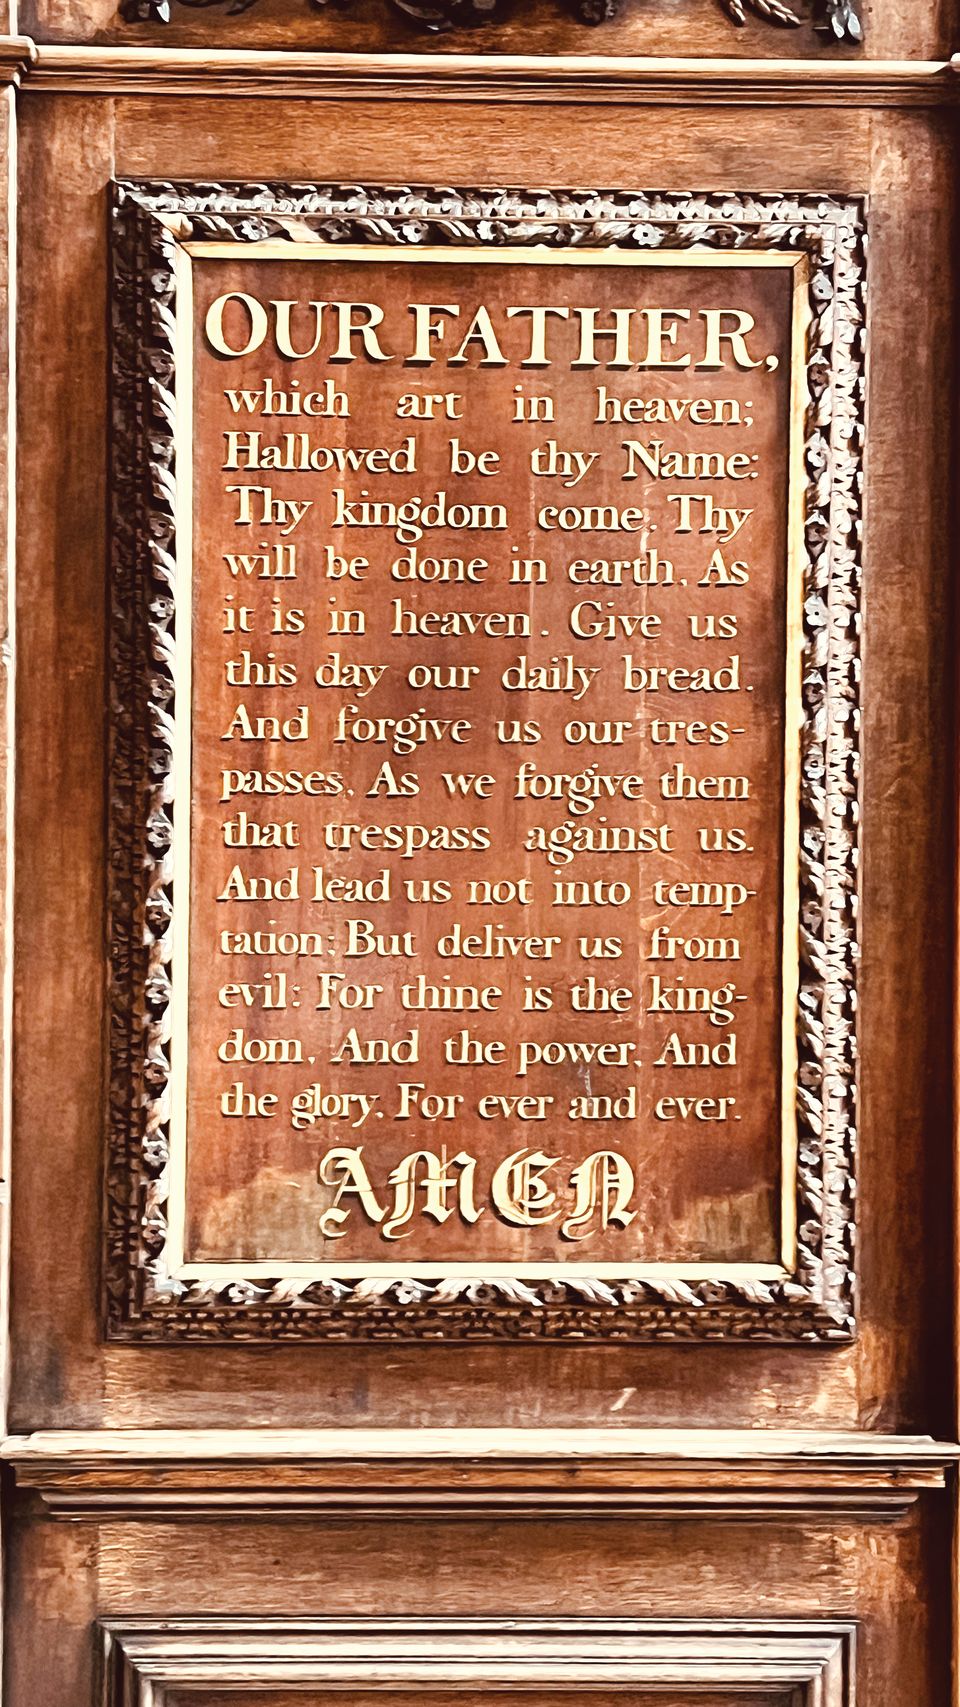 OUR FATHER,
which art in heaven;
Hallowed be thy Name:
Thy kingdom come. Thy
will be done in earth, As
it is in heaven. Give us
this day our daily bread.
And forgive us our tres-
passes, As we forgive them
that trespass against us.
And lead us not into temp-
tation; But deliver us from
evil: For thine is the king-
dom, And the power, And
the glory, For ever and ever.
AMEN